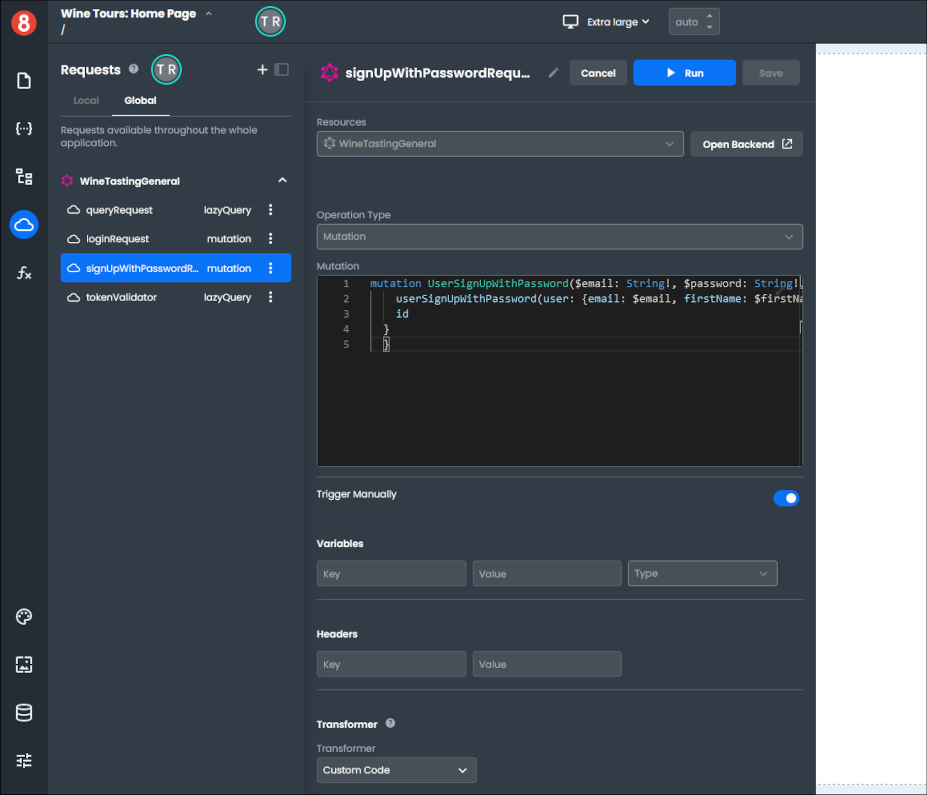 8
Wine Tours: Home Page
/
T R
Extra large
auto
Requests
T R
Local
Global
Requests available throughout the whole
application.
WineTastingGeneral
queryRequest
lazyQuery
loginRequest
mutation
signUpWithPasswordR...
mutation
tokenValidator
lazyQuery
signUpWithPasswordRequ...
Cancel
Run
Save
Resources
WineTastingGeneral
Open Backend
Operation Type
Mutation
Mutation
1 mutation UserSignUpWithPassword($email: String!, $password: String!,
2 userSignUpWithPassword(user: {email: $email, firstName: $firstNa
3 id
4 }
5 }
Trigger Manually
Variables
Key
Value
Type
Headers
Key
Value
Transformer
Transformer
Custom Code